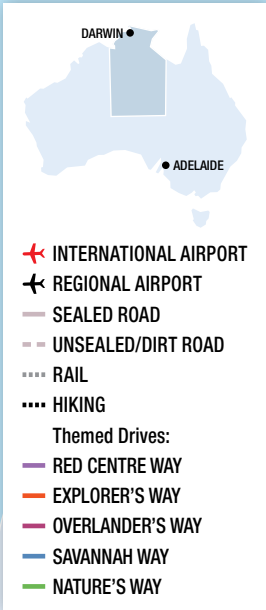 DARWIN
ADELAIDE
INTERNATIONAL AIRPORT
REGIONAL AIRPORT
SEALED ROAD
UNSEALED/DIRT ROAD
RAIL
HIKING
Themed Drives:
RED CENTRE WAY
EXPLORER'S WAY
OVERLANDER'S WAY
SAVANNAH WAY
NATURE'S WAY